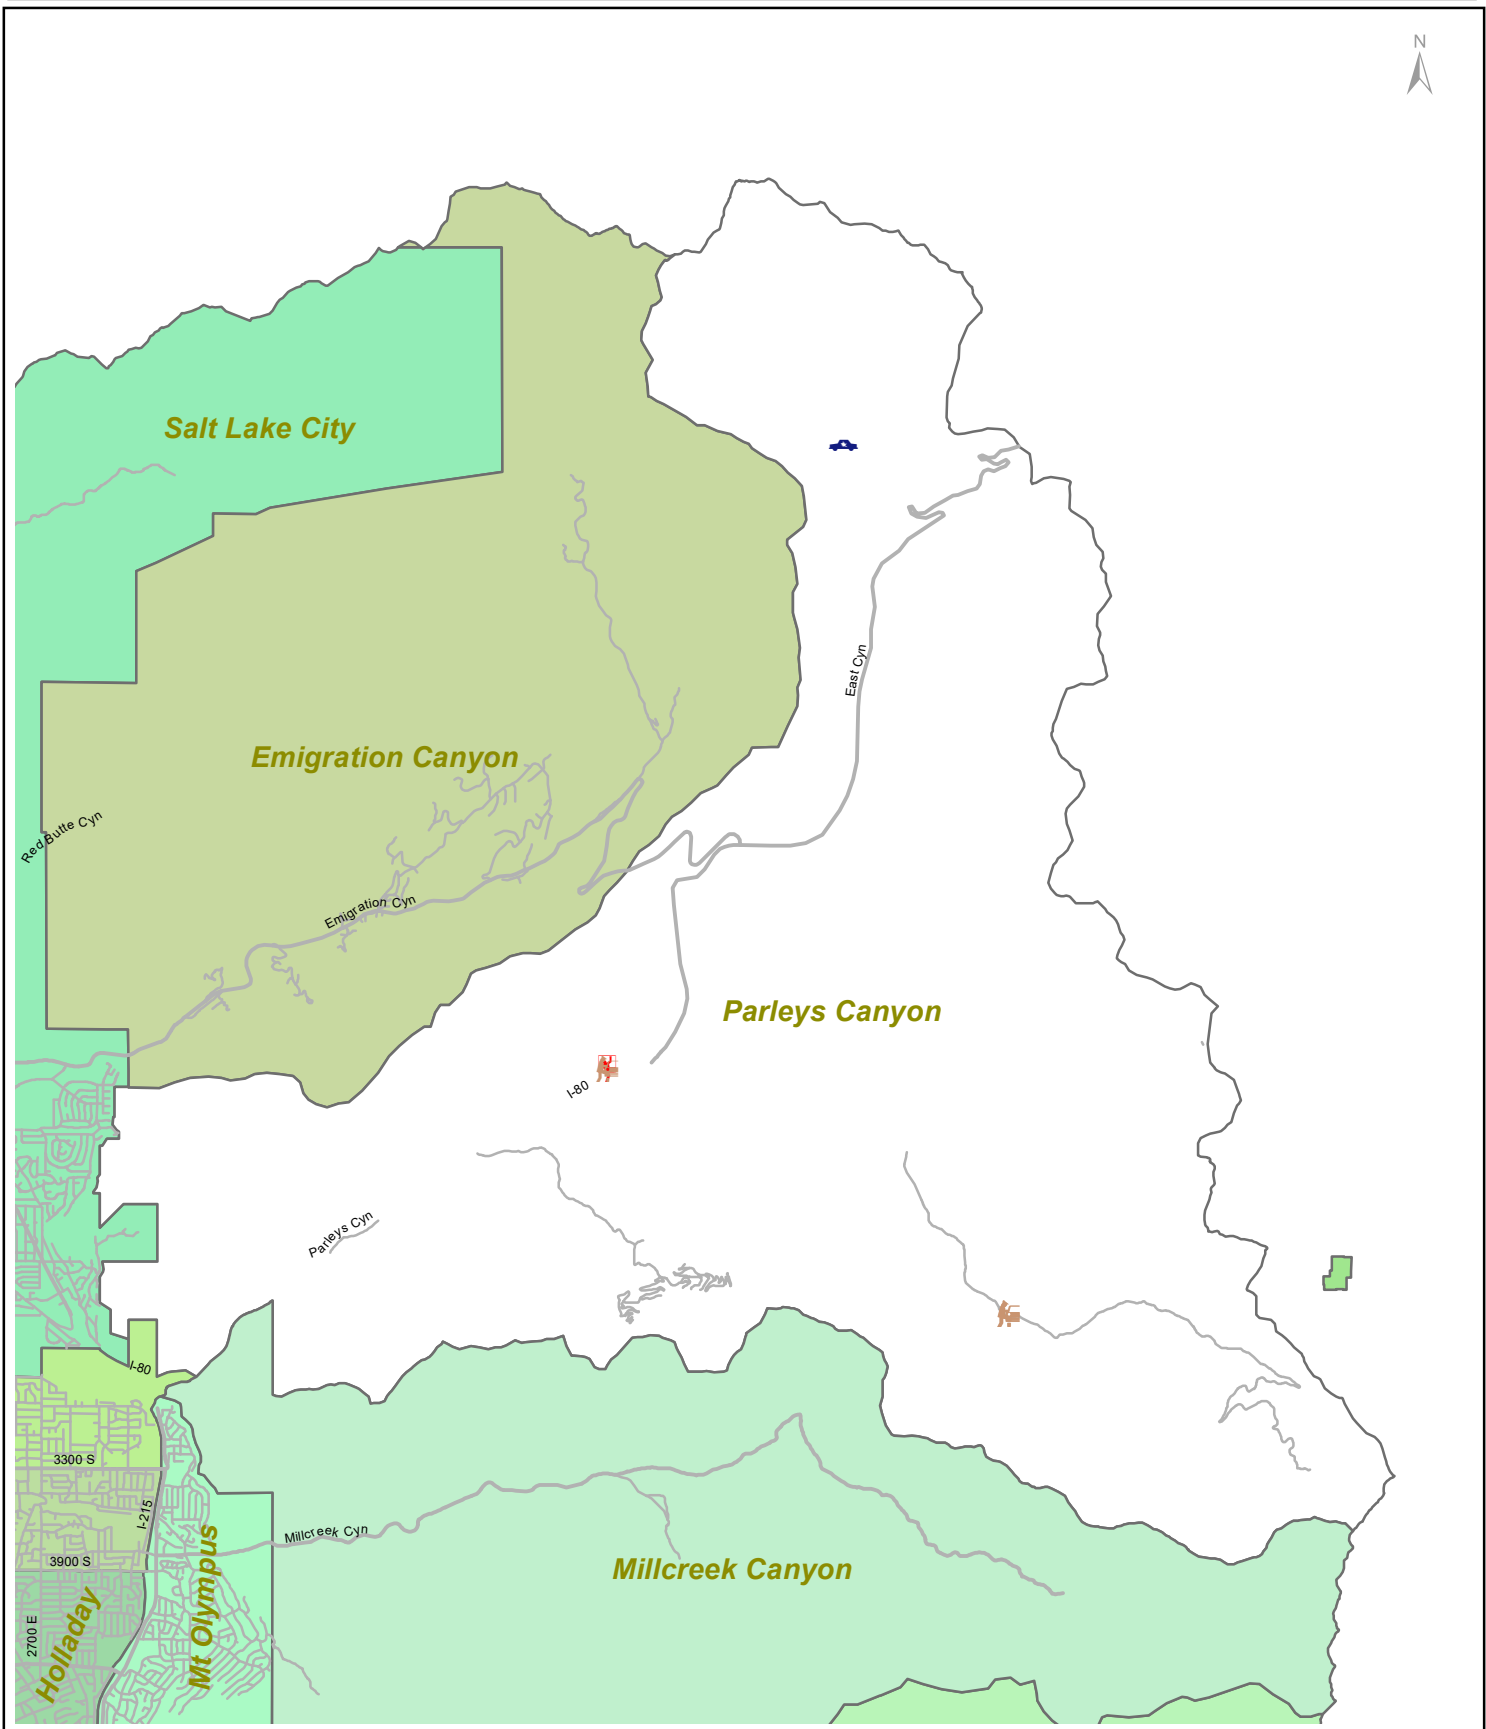 N
Salt Lake City
East Cyn
Emigration Canyon
Red Butte Cyn
Emigration Cyn
Parleys Canyon
I-80
Parleys Cyn
I-80
3300 S
I-215
Millcreek Cyn
3900 S
Millcreek Canyon
2700 E
Holladay
Mt Olympus